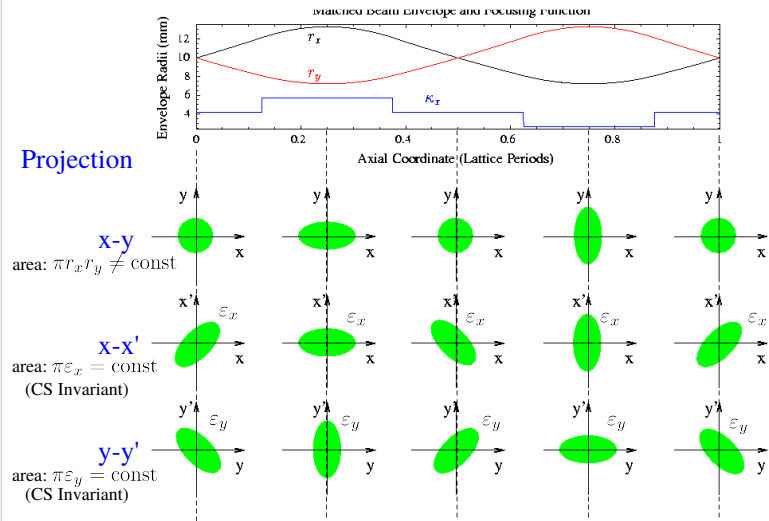 Matched Beam Envelope and Focusing Function
Envelope Radii (mm)
12
10
8
6
4
r_x
r_y
κ_x
0 0.2 0.4 0.6 0.8 1
Axial Coordinate (Lattice Periods)
Projection
x-y
area: πr_x r_y ≠ const
y x y x y x y x y x
x-x'
area: πε_x = const
(CS Invariant)
x' ε_x x x' ε_x x x' ε_x x x' ε_x x x' ε_x x
y-y'
area: πε_y = const
(CS Invariant)
y' ε_y y y' ε_y y y' ε_y y y' ε_y y y' ε_y y